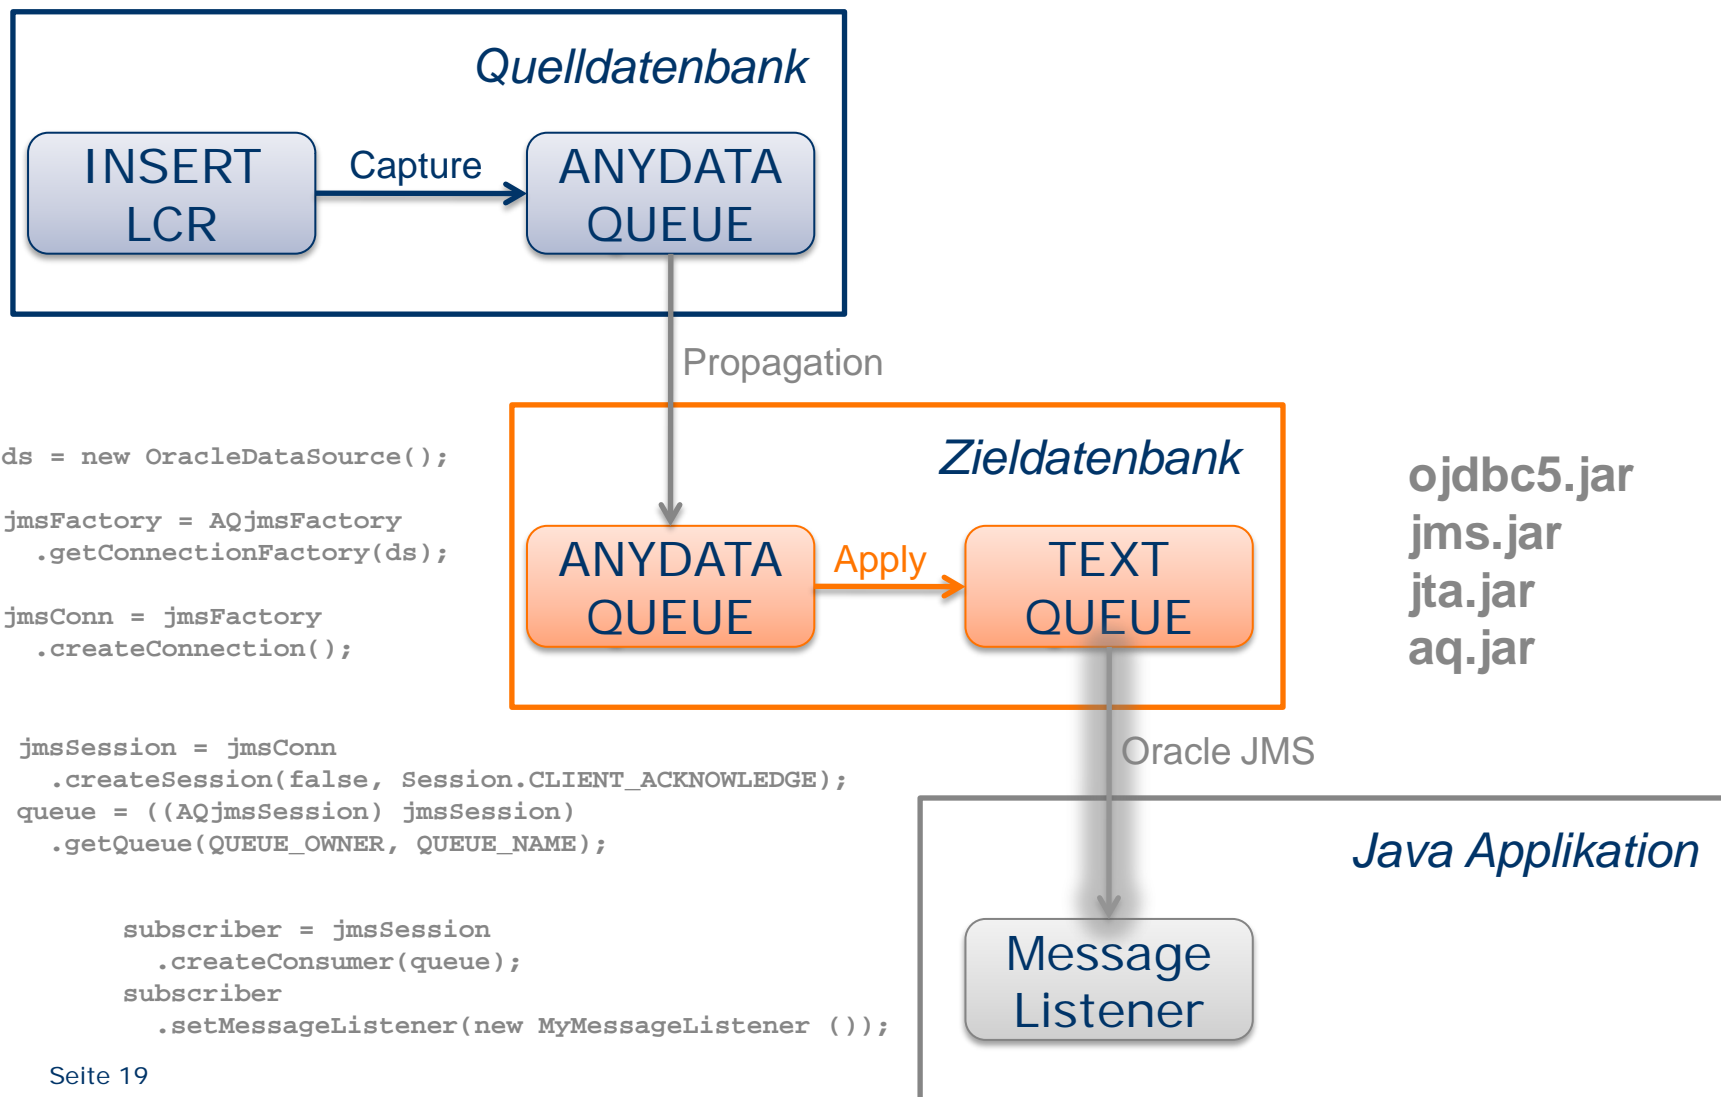 Quelldatenbank
INSERT
LCR
Capture
ANYDATA
QUEUE
Propagation
Zieldatenbank
ANYDATA
QUEUE
Apply
TEXT
QUEUE
ojdbc5.jar
jms.jar
jta.jar
aq.jar
ds = new OracleDataSource();
jmsFactory = AQjmsFactory
.getConnectionFactory(ds);
jmsConn = jmsFactory
.createConnection();
jmsSession = jmsConn
.createSession(false, Session.CLIENT_ACKNOWLEDGE);
queue = ((AQjmsSession) jmsSession)
.getQueue(QUEUE_OWNER, QUEUE_NAME);
subscriber = jmsSession
.createConsumer(queue);
subscriber
.setMessageListener(new MyMessageListener ());
Oracle JMS
Java Applikation
Message
Listener
Seite 19